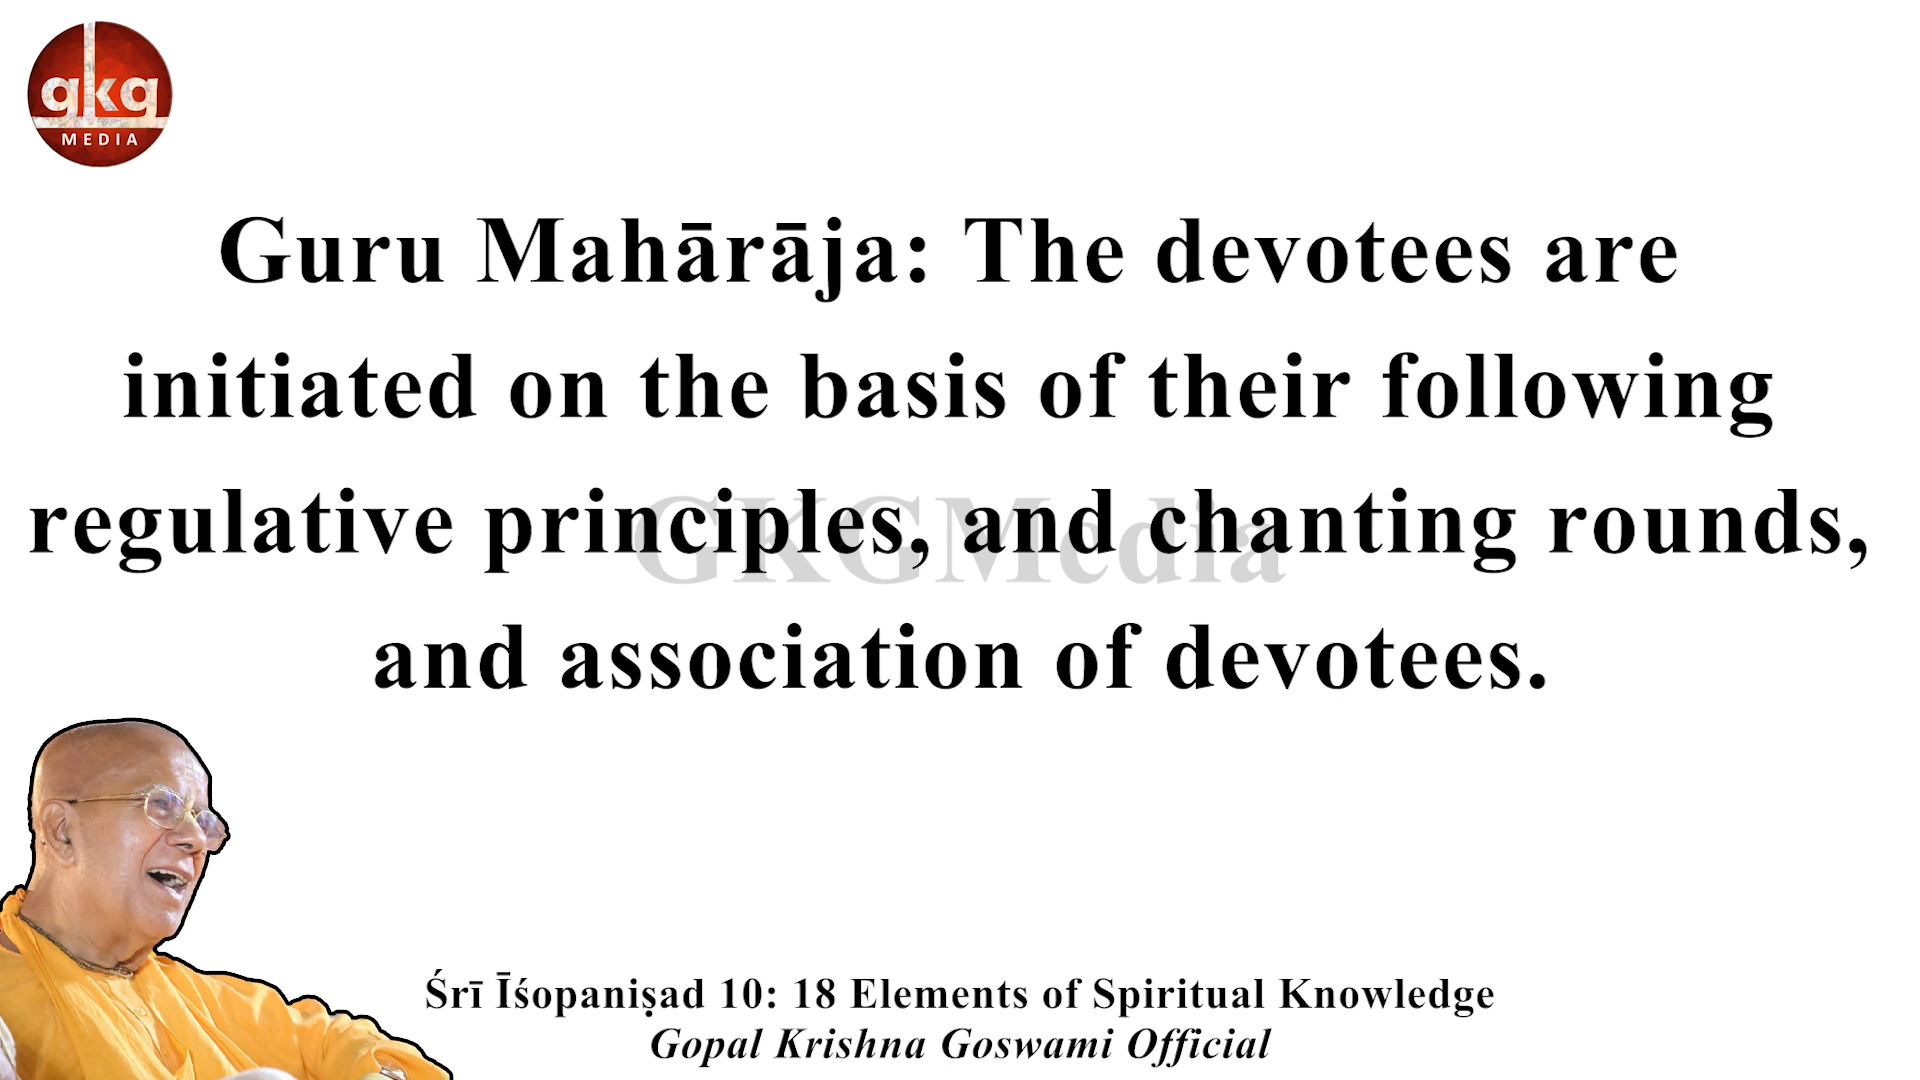 gkg
MEDIA
Guru Mahārāja: The devotees are
initiated on the basis of their following
regulative principles, and chanting rounds,
GKGMedia
and association of devotees.
Śrī Īśopaniṣad 10: 18 Elements of Spiritual Knowledge
Gopal Krishna Goswami Official